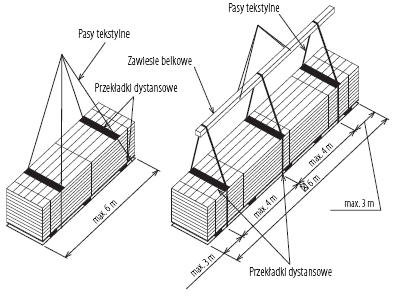 Pasy tekstylne
Przekładki dystansowe
max. 6 m
Pasy tekstylne
Zawiesie belkowe
max. 4 m
max. 4 m
6 m
max. 3 m
max. 3 m
Przekładki dystansowe